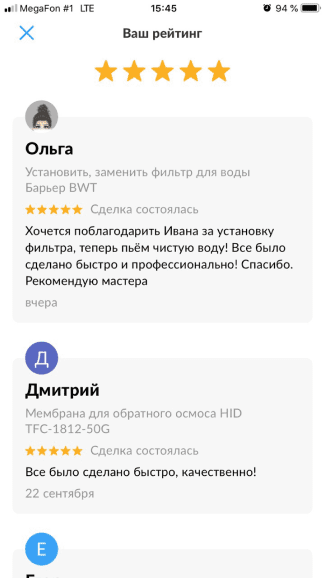 MegaFon #1 LTE 15:45 94 %
Ваш рейтинг
Ольга
Установить, заменить фильтр для воды
Барьер BWT
Сделка состоялась
Хочется поблагодарить Ивана за установку
фильтра, теперь пьём чистую воду! Все было
сделано быстро и профессионально! Спасибо.
Рекомендую мастера
вчера
Д
Дмитрий
Мембрана для обратного осмоса HID
TFC-1812-50G
Сделка состоялась
Все было сделано быстро, качественно!
22 сентября
Е